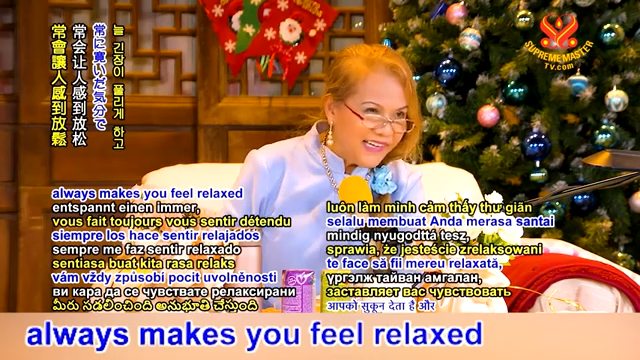 늘 긴장이 풀리게 하고
常に寛いだ気分で
常会让人感到放松
常會讓人感到放鬆
SUPREME MASTER
TV.com
always makes you feel relaxed
entspannt einen immer,
vous fait toujours vous sentir détendu
siempre los hace sentir relajados
sempre me faz sentir relaxado
sentiasa buat kita rasa relaks
vám vždy způsobí pocit uvolněnosti
ви кара да се чувствате релаксирани
మీరు సడలించింది అనుభూతి చేస్తుంది
luôn làm mình cảm thấy thư giãn
selalu membuat Anda merasa santai
mindig nyugodttá tesz,
sprawia, że jesteście zrelaksowani
te face să fii mereu relaxată,
үргэлж тайван амгалан,
заставляет вас чувствовать
आपको सुकून देता है और
always makes you feel relaxed